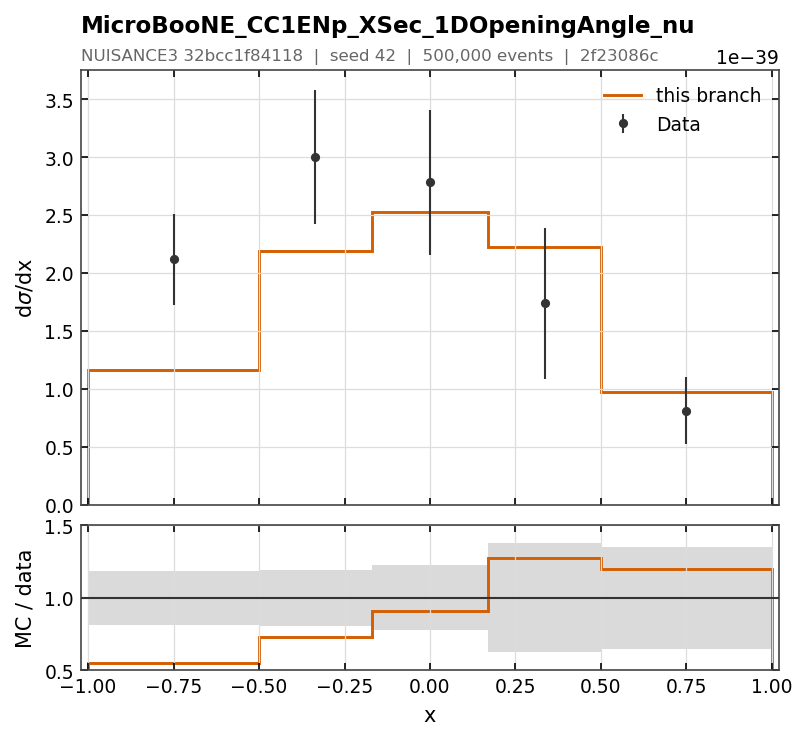 MicroBooNE_CC1ENp_XSec_1DOpeningAngle_nu
NUISANCE3 32bcc1f84118 | seed 42 | 500,000 events | 2f23086c
1e−39
this branch
Data
dσ/dx
3.5
3.0
2.5
2.0
1.5
1.0
0.5
0.0
MC / data
1.5
1.0
0.5
−1.00 −0.75 −0.50 −0.25 0.00 0.25 0.50 0.75 1.00
x